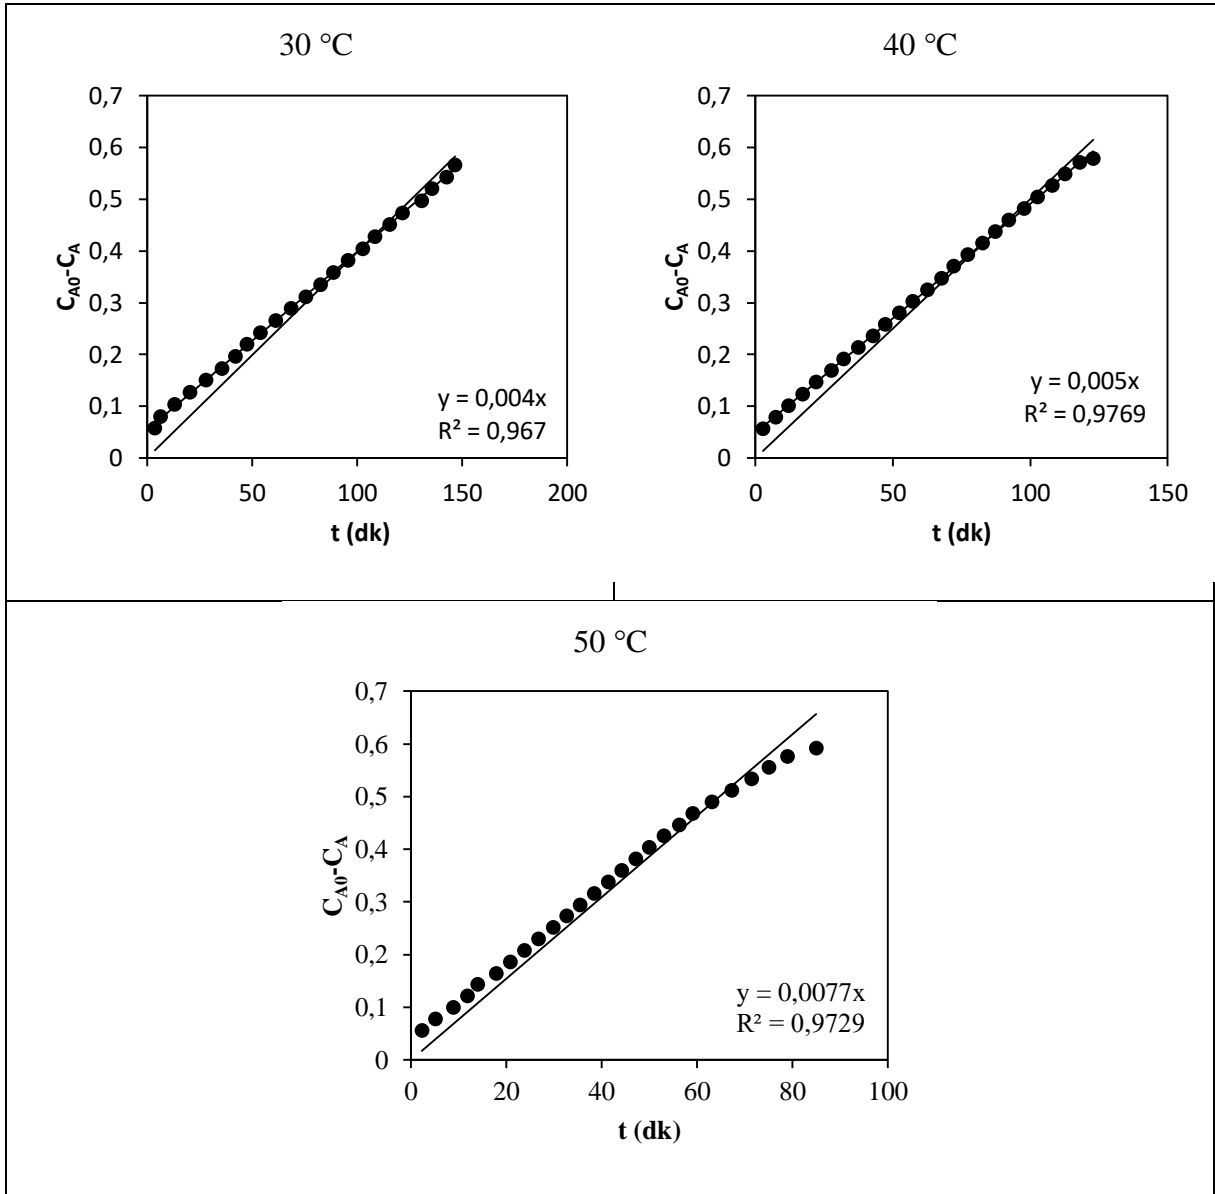 30 °C
0,7
0,6
0,5
0,4
0,3
0,2
0,1
0
C_A0-C_A
y = 0,004x
R² = 0,967
0 50 100 150 200
t (dk)
40 °C
0,7
0,6
0,5
0,4
0,3
0,2
0,1
0
C_A0-C_A
y = 0,005x
R² = 0,9769
0 50 100 150
t (dk)
50 °C
0,7
0,6
0,5
0,4
0,3
0,2
0,1
0
C_A0-C_A
y = 0,0077x
R² = 0,9729
0 20 40 60 80 100
t (dk)